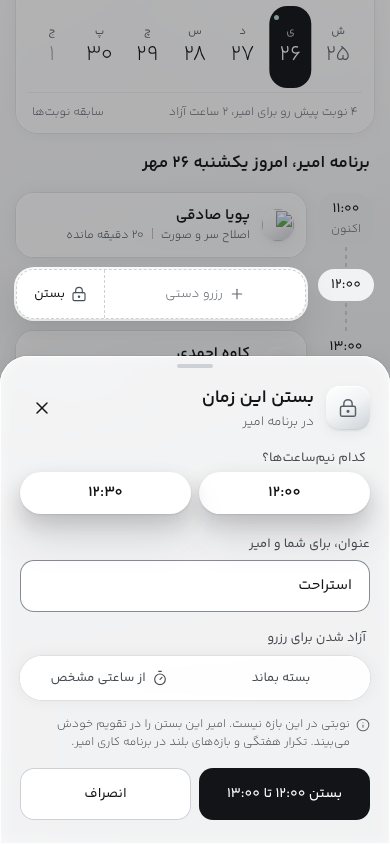 ش ی د س چ پ ج
۲۵ ۲۶ ۲۷ ۲۸ ۲۹ ۳۰ ۱
۴ نوبت پیش رو برای امیر، ۲ ساعت آزاد
سابقه نوبت‌ها
برنامه امیر، امروز یکشنبه ۲۶ مهر
۱۱:۰۰
اکنون
پویا صادقی
اصلاح سر و صورت | ۲۰ دقیقه مانده
۱۲:۰۰
رزرو دستی
بستن
۱۳:۰۰
کاوه احمدی
بستن این زمان
در برنامه امیر
کدام نیم‌ساعت‌ها؟
۱۲:۰۰ ۱۲:۳۰
عنوان، برای شما و امیر
استراحت
آزاد شدن برای رزرو
بسته بماند
از ساعتی مشخص
نوبتی در این بازه نیست. امیر این بستن را در تقویم خودش
می‌بیند. تکرار هفتگی و بازه‌های بلند در برنامه کاری امیر.
بستن ۱۲:۰۰ تا ۱۳:۰۰
انصراف